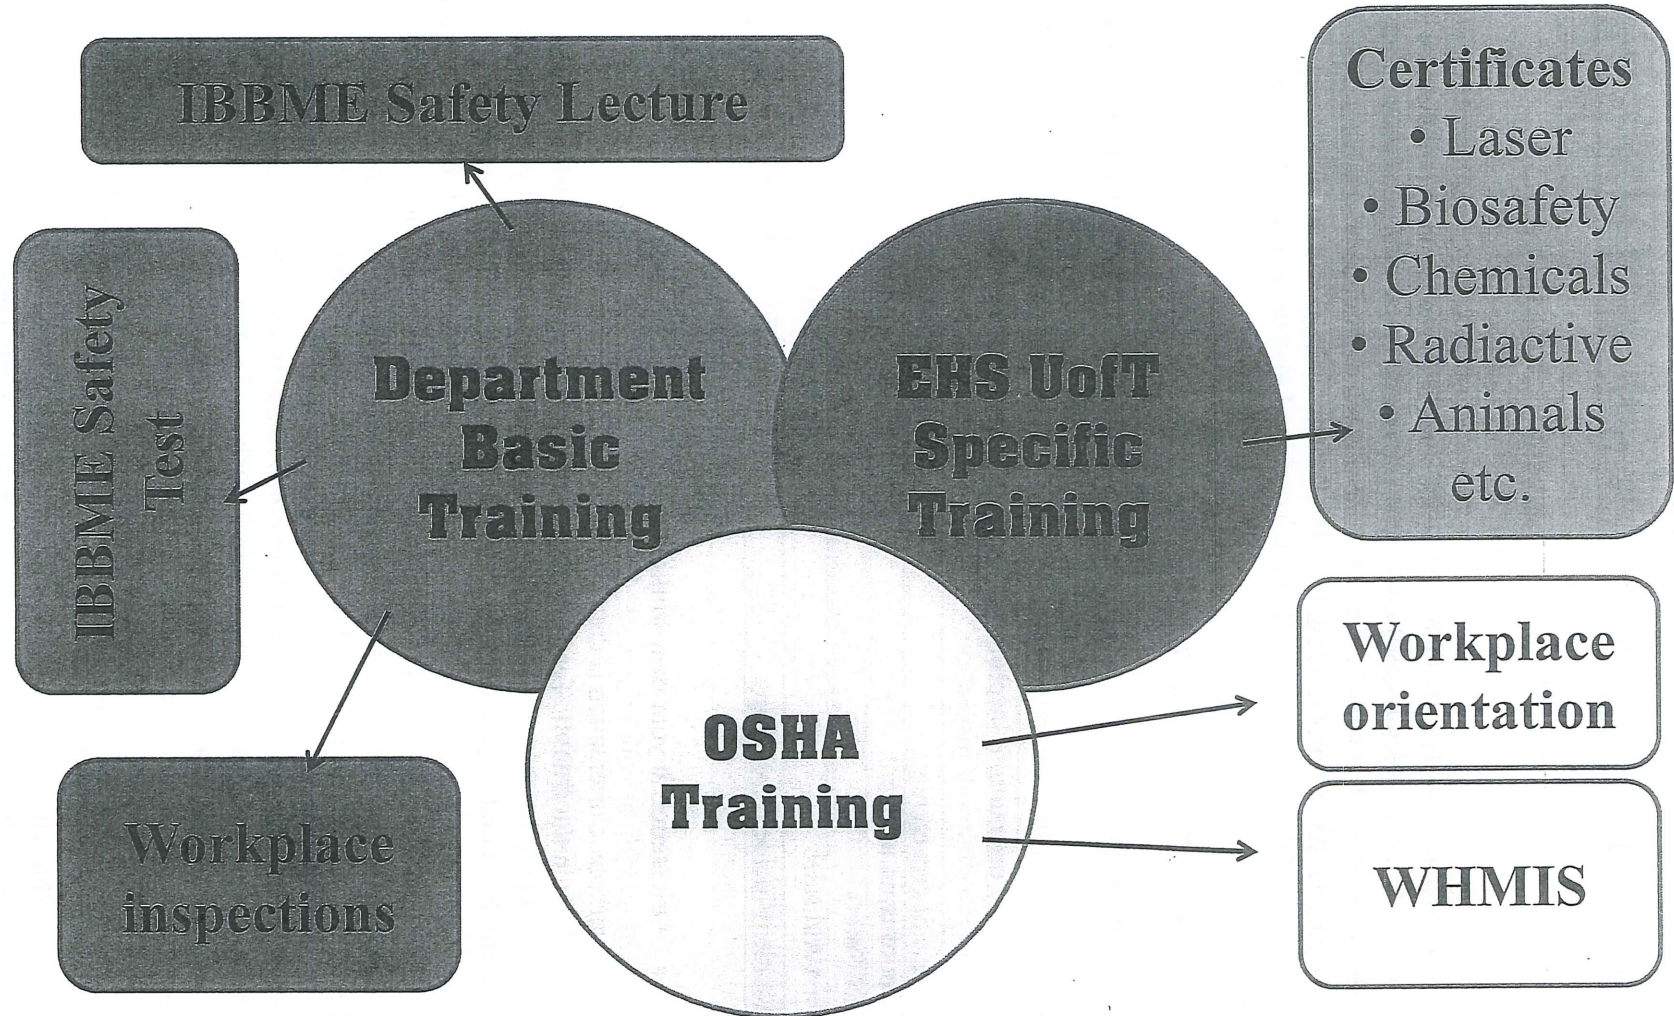 IBBME Safety Lecture
Certificates
• Laser
• Biosafety
• Chemicals
• Radiactive
• Animals
etc.
IBBME Safety
Test
Department
Basic
Training
EHS UofT
Specific
Training
OSHA
Training
Workplace
orientation
WHMIS
Workplace
inspections